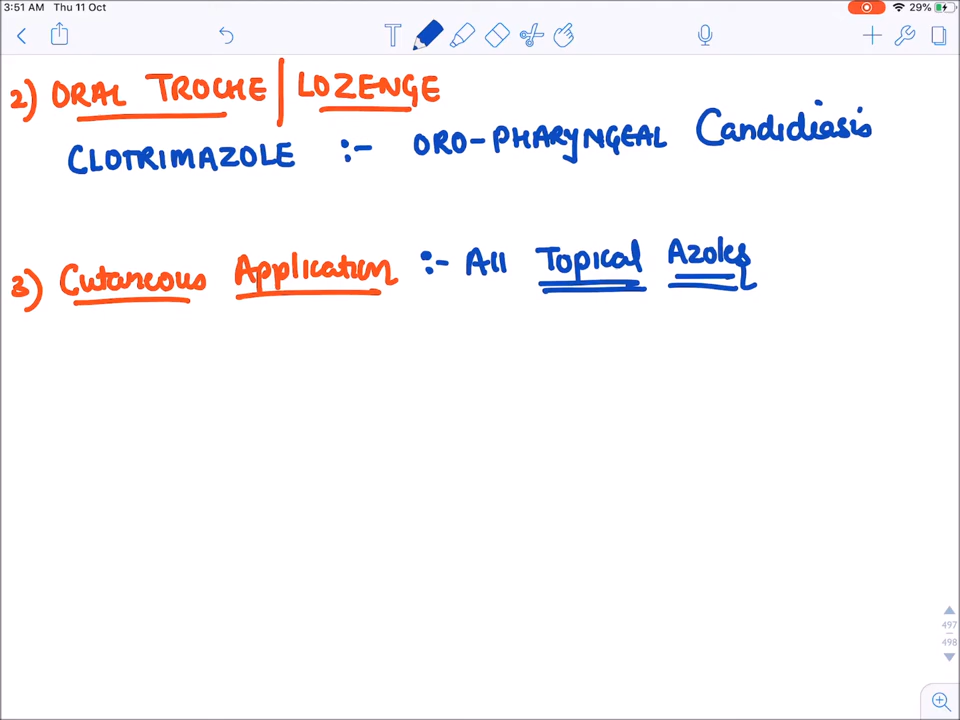 3:51 AM Thu 11 Oct
29%
T
2) ORAL TROCHE | LOZENGE
CLOTRIMAZOLE :- ORO-PHARYNGEAL Candidiasis
3) Cutaneous Application :- All Topical Azoles
497
498